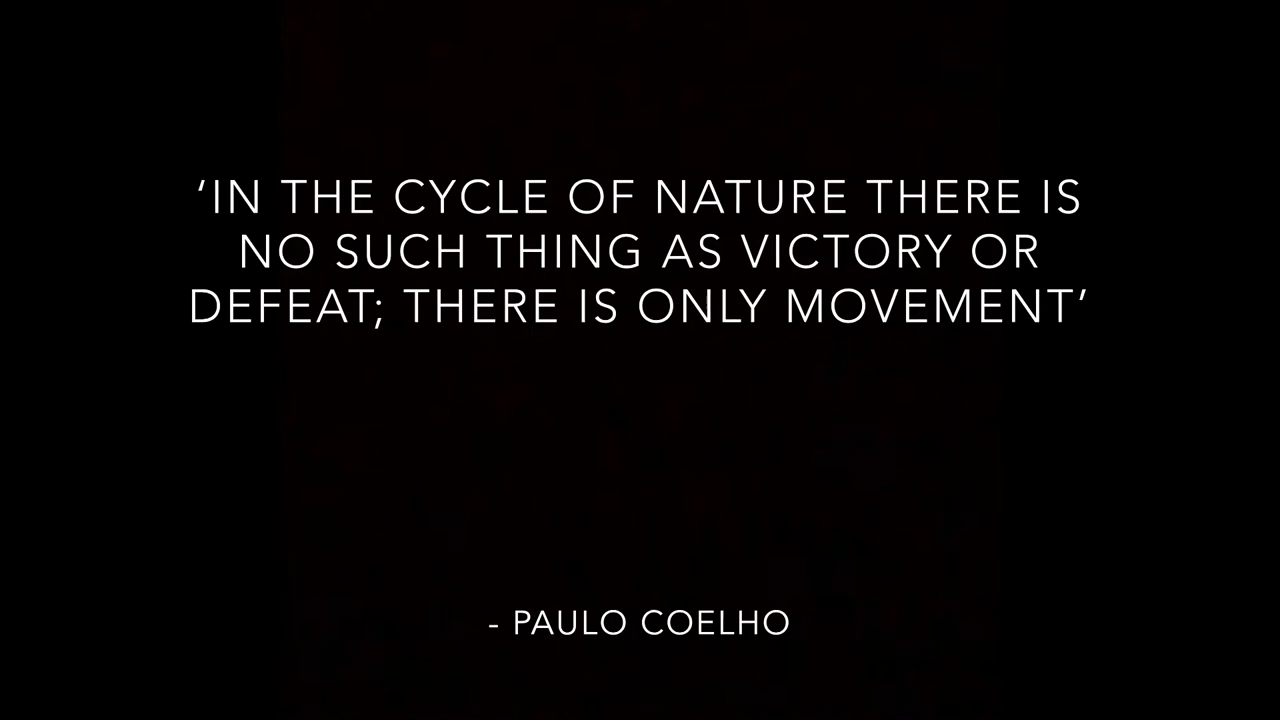 ‘IN THE CYCLE OF NATURE THERE IS
NO SUCH THING AS VICTORY OR
DEFEAT; THERE IS ONLY MOVEMENT’
- PAULO COELHO